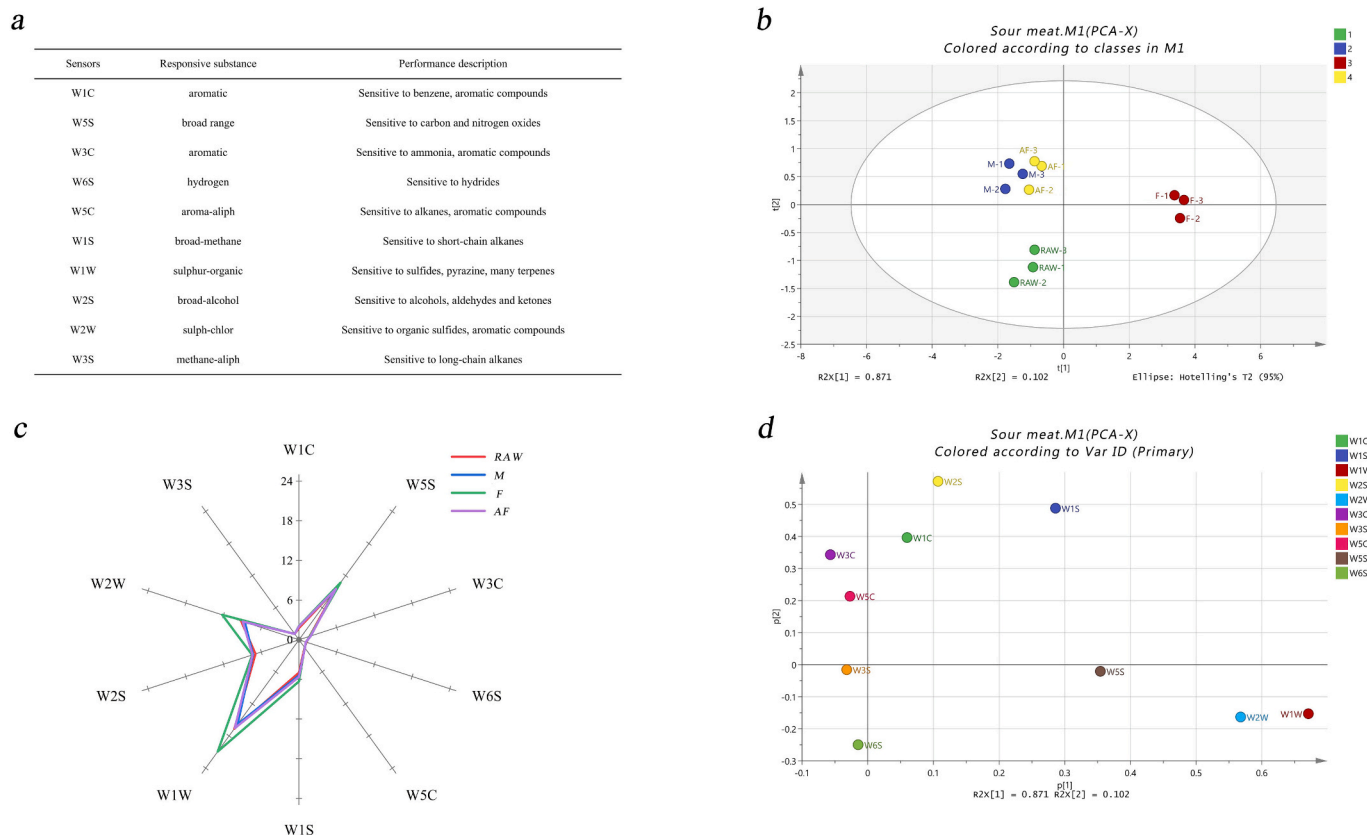 a
Sensors Responsive substance Performance description
W1C aromatic Sensitive to benzene, aromatic compounds
W5S broad range Sensitive to carbon and nitrogen oxides
W3C aromatic Sensitive to ammonia, aromatic compounds
W6S hydrogen Sensitive to hydrides
W5C aroma-aliph Sensitive to alkanes, aromatic compounds
W1S broad-methane Sensitive to short-chain alkanes
W1W sulphur-organic Sensitive to sulfides, pyrazine, many terpenes
W2S broad-alcohol Sensitive to alcohols, aldehydes and ketones
W2W sulph-chlor Sensitive to organic sulfides, aromatic compounds
W3S methane-aliph Sensitive to long-chain alkanes
b
Sour meat.M1(PCA-X)
Colored according to classes in M1
1
2
3
4
2
1.5
1
0.5
0
-0.5
-1
-1.5
-2
-2.5
t[2]
AF-3
M-1
AF-1
M-3
M-2
AF-2
F-1
F-3
F-2
RAW-3
RAW-1
RAW-2
-8 -6 -4 -2 0 2 4 6
t[1]
R2X[1] = 0.871 R2X[2] = 0.102 Ellipse: Hotelling's T2 (95%)
c
W1C
W5S
W3C
W6S
W5C
W1S
W1W
W2S
W2W
W3S
24
18
12
6
0
RAW
M
F
AF
d
Sour meat.M1(PCA-X)
Colored according to Var ID (Primary)
W1C
W1S
W1W
W2S
W2W
W3C
W3S
W5C
W5S
W6S
0.5
0.4
0.3
0.2
0.1
0
-0.1
-0.2
-0.3
p[2]
W2S
W1S
W1C
W3C
W5C
W3S
W5S
W2W
W1W
W6S
-0.1 0 0.1 0.2 0.3 0.4 0.5 0.6
p[1]
R2X[1] = 0.871 R2X[2] = 0.102